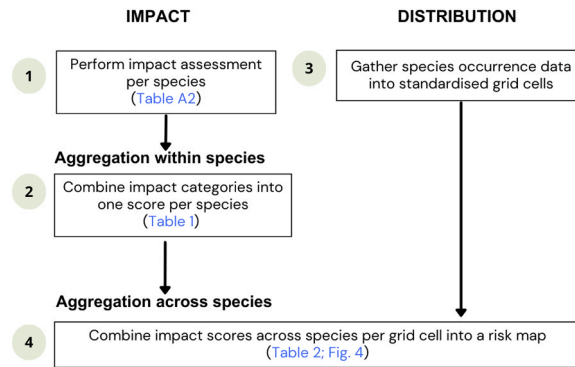 IMPACT
DISTRIBUTION
1
Perform impact assessment
per species
(Table A2)
3
Gather species occurrence data
into standardised grid cells
Aggregation within species
2
Combine impact categories into
one score per species
(Table 1)
Aggregation across species
4
Combine impact scores across species per grid cell into a risk map
(Table 2; Fig. 4)